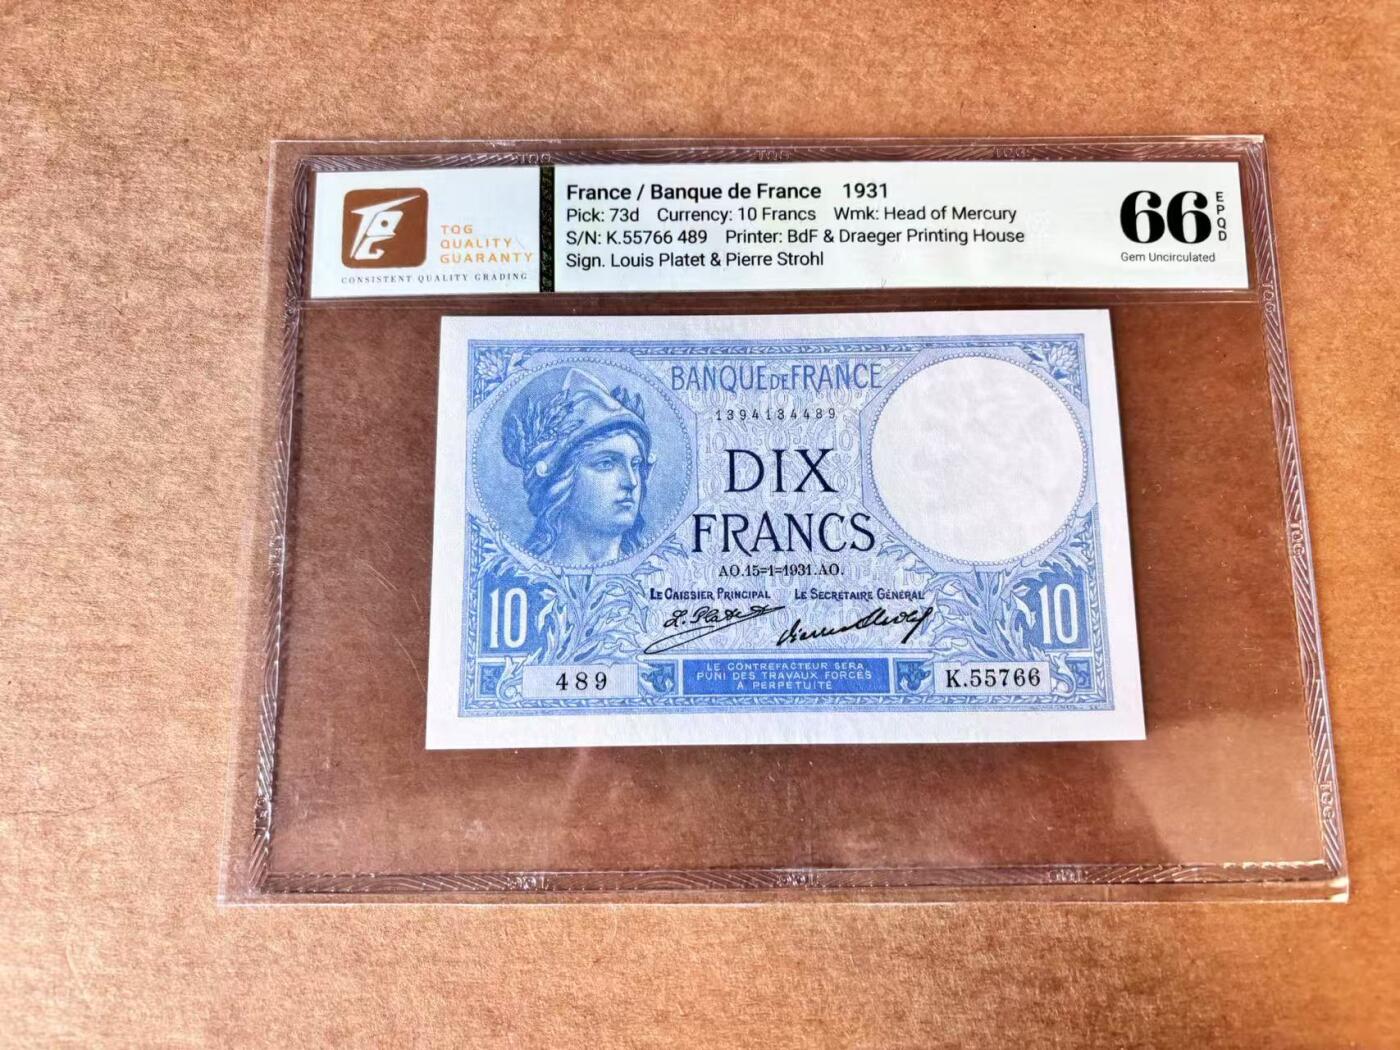 TQG
QUALITY
GUARANTY
CONSISTENT QUALITY GRADING
France / Banque de France 1931
Pick: 73d Currency: 10 Francs Wmk: Head of Mercury
S/N: K.55766 489 Printer: BdF & Draeger Printing House
Sign. Louis Platet & Pierre Strohl
66
EPQD
Gem Uncirculated
BANQUE DE FRANCE
1394134489
DIX
FRANCS
AO.15=1=1931.AO.
LE CAISSIER PRINCIPAL LE SECRÉTAIRE GÉNÉRAL
L. Platet
10 10
489
LE CONTREFACTEUR SERA
PUNI DES TRAVAUX FORCÉS
À PERPÉTUITÉ
K.55766